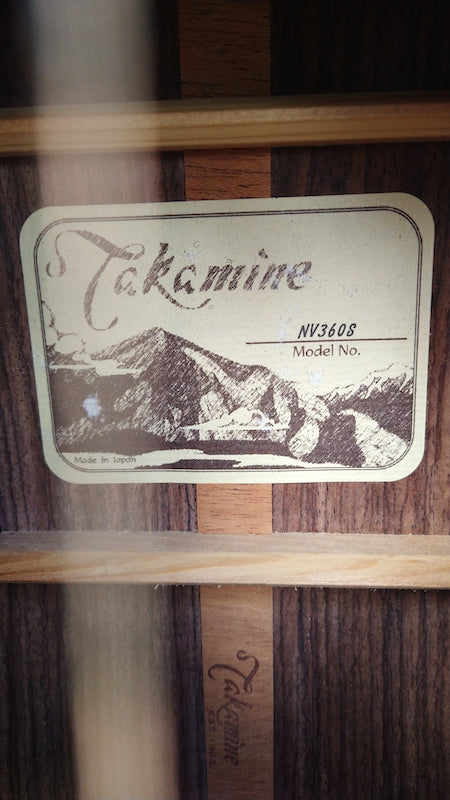 Takamine
NV360S
Model No.
Made in Japan
Takamine
EST. 1962